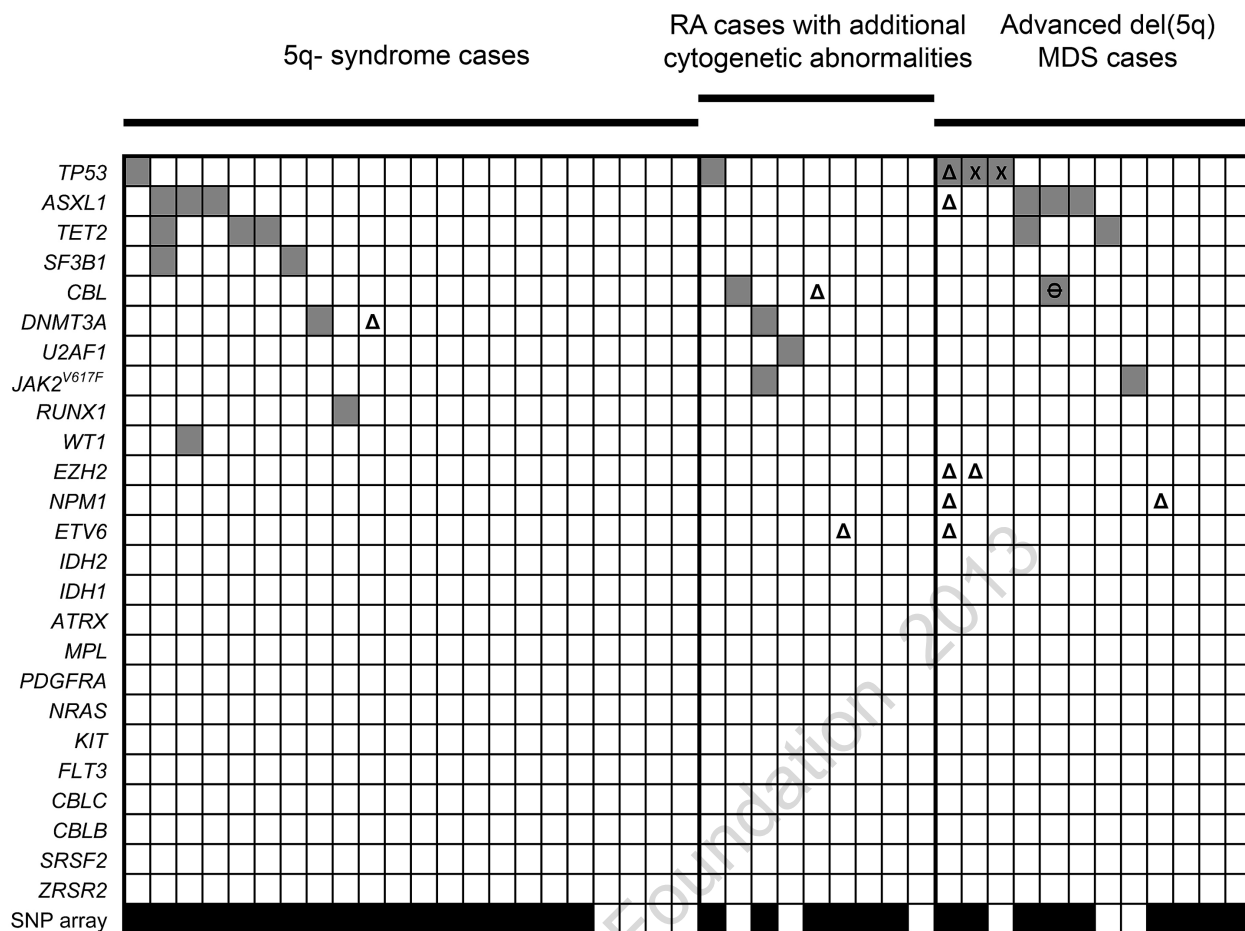 5q- syndrome cases
RA cases with additional
cytogenetic abnormalities
Advanced del(5q)
MDS cases
TP53 Δ x x
ASXL1 Δ
TET2
SF3B1
CBL Δ ⊖
DNMT3A Δ
U2AF1
JAK2V617F
RUNX1
WT1
EZH2 Δ Δ
NPM1 Δ Δ
ETV6 Δ Δ
IDH2
IDH1
ATRX
MPL
PDGFRA
NRAS
KIT
FLT3
CBLC
CBLB
SRSF2
ZRSR2
SNP array
Foundation 2013